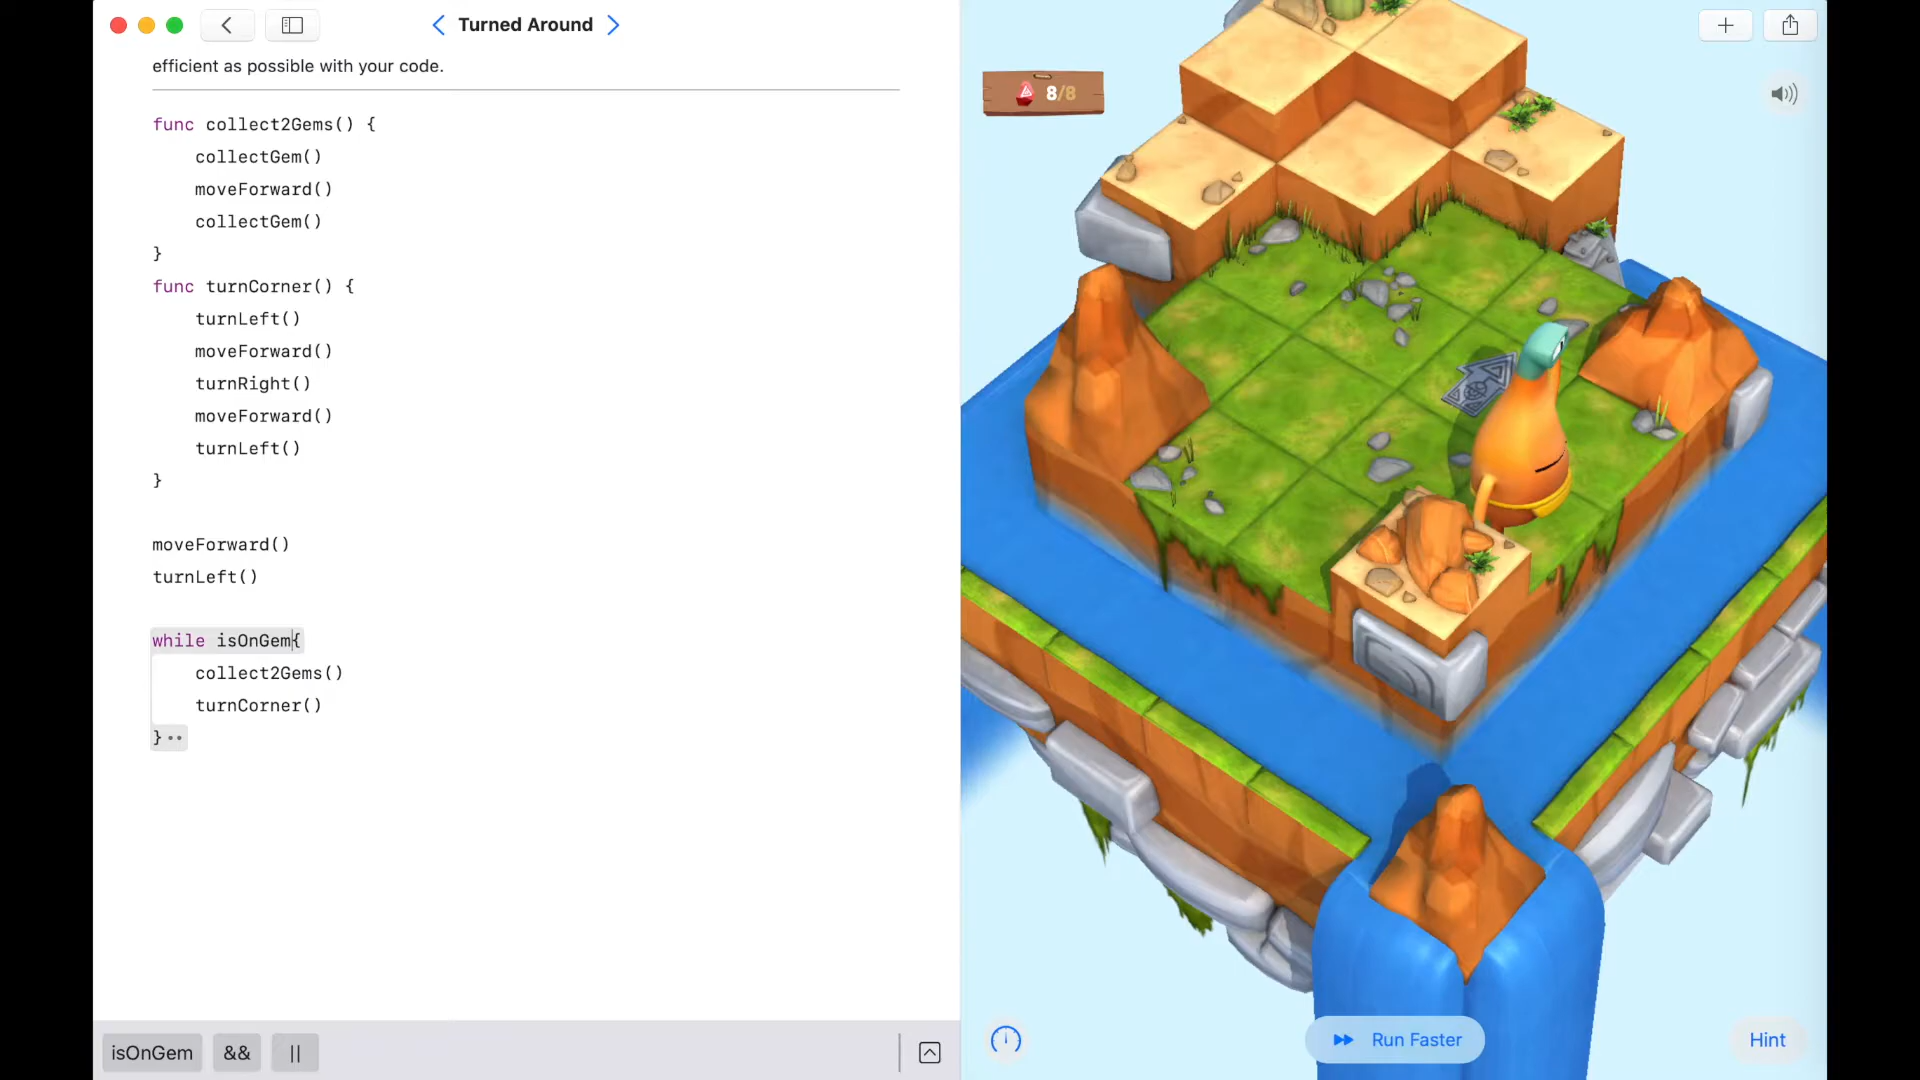 Turned Around
efficient as possible with your code.
func collect2Gems() {
collectGem()
moveForward()
collectGem()
}
func turnCorner() {
turnLeft()
moveForward()
turnRight()
moveForward()
turnLeft()
}
moveForward()
turnLeft()
while isOnGem{
collect2Gems()
turnCorner()
}
isOnGem && ||
8/8
Run Faster
Hint